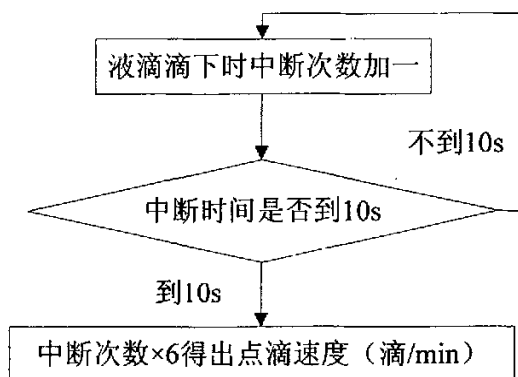 液滴滴下时中断次数加一
不到10s
中断时间是否到10s
到10s
中断次数×6得出点滴速度（滴/min）